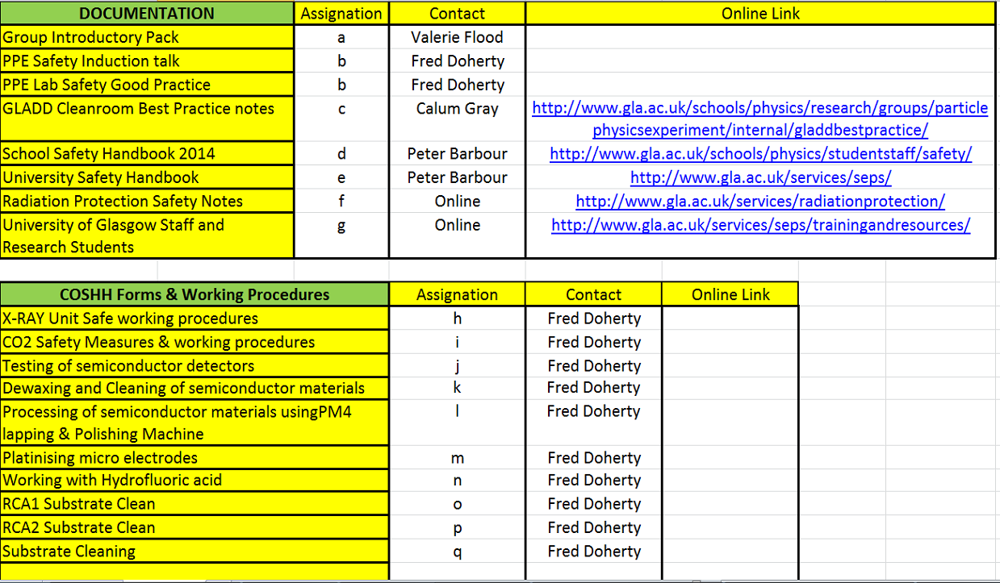 DOCUMENTATION Assignation Contact Online Link
Group Introductory Pack a Valerie Flood
PPE Safety Induction talk b Fred Doherty
PPE Lab Safety Good Practice b Fred Doherty
GLADD Cleanroom Best Practice notes c Calum Gray http://www.gla.ac.uk/schools/physics/research/groups/particle
physicsexperiment/internal/gladdbestpractice/
School Safety Handbook 2014 d Peter Barbour http://www.gla.ac.uk/schools/physics/studentstaff/safety/
University Safety Handbook e Peter Barbour http://www.gla.ac.uk/services/seps/
Radiation Protection Safety Notes f Online http://www.gla.ac.uk/services/radiationprotection/
University of Glasgow Staff and g Online http://www.gla.ac.uk/services/seps/trainingandresources/
Research Students
COSHH Forms & Working Procedures Assignation Contact Online Link
X-RAY Unit Safe working procedures h Fred Doherty
CO2 Safety Measures & working procedures i Fred Doherty
Testing of semiconductor detectors j Fred Doherty
Dewaxing and Cleaning of semiconductor materials k Fred Doherty
Processing of semiconductor materials usingPM4 l Fred Doherty
lapping & Polishing Machine
Platinising micro electrodes m Fred Doherty
Working with Hydrofluoric acid n Fred Doherty
RCA1 Substrate Clean o Fred Doherty
RCA2 Substrate Clean p Fred Doherty
Substrate Cleaning q Fred Doherty